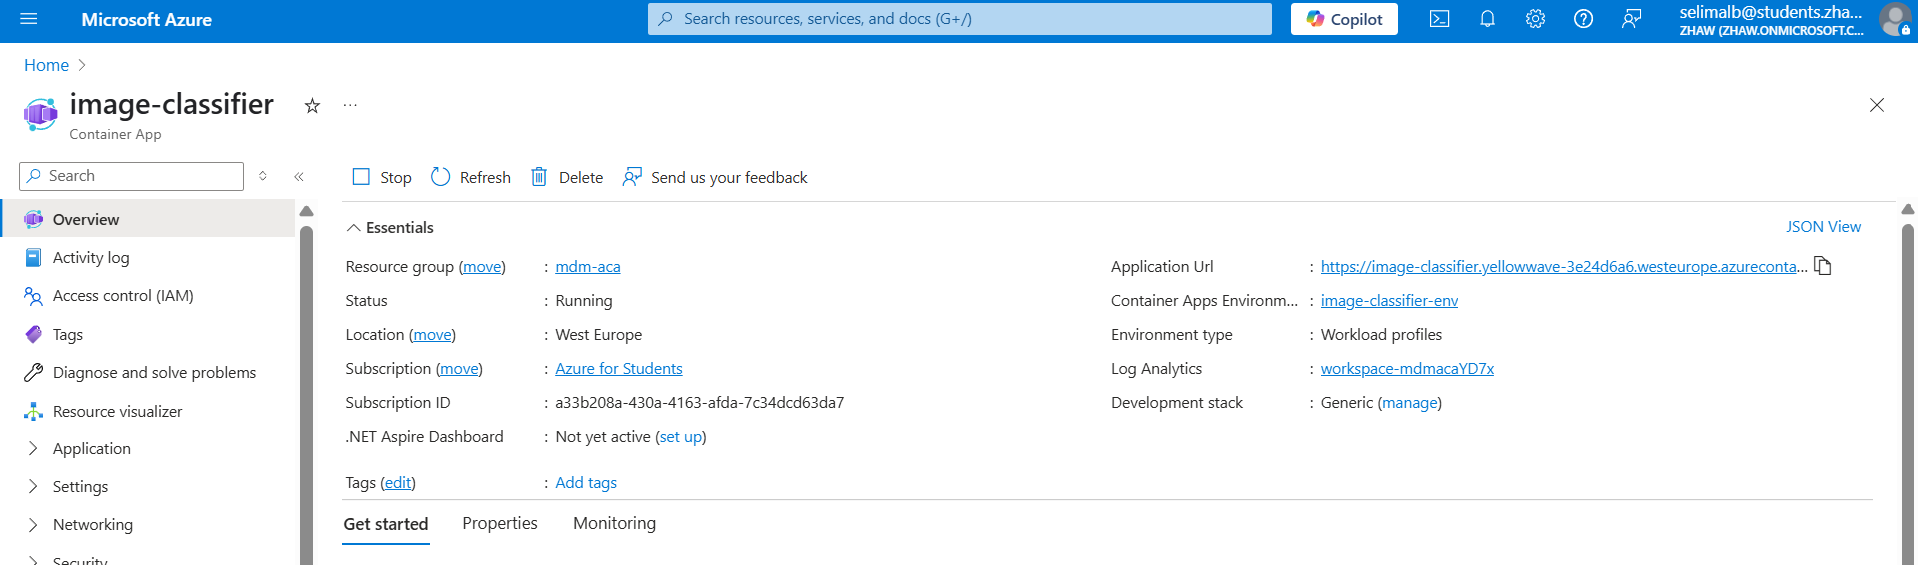 Microsoft Azure
Search resources, services, and docs (G+/)
Copilot
selimalb@students.zha...
ZHAW (ZHAW.ONMICROSOFT.C...
Home
image-classifier
Container App
Search
Overview
Activity log
Access control (IAM)
Tags
Diagnose and solve problems
Resource visualizer
Application
Settings
Networking
Security
Stop Refresh Delete Send us your feedback
Essentials
JSON View
Resource group (move) : mdm-aca
Status : Running
Location (move) : West Europe
Subscription (move) : Azure for Students
Subscription ID : a33b208a-430a-4163-afda-7c34dcd63da7
.NET Aspire Dashboard : Not yet active (set up)
Application Url : https://image-classifier.yellowwave-3e24d6a6.westeurope.azureconta...
Container Apps Environm... : image-classifier-env
Environment type : Workload profiles
Log Analytics : workspace-mdmacaYD7x
Development stack : Generic (manage)
Tags (edit) : Add tags
Get started Properties Monitoring